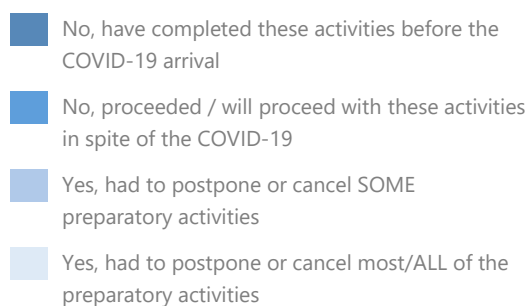 No, have completed these activities before the
COVID-19 arrival
No, proceeded / will proceed with these activities
in spite of the COVID-19
Yes, had to postpone or cancel SOME
preparatory activities
Yes, had to postpone or cancel most/ALL of the
preparatory activities